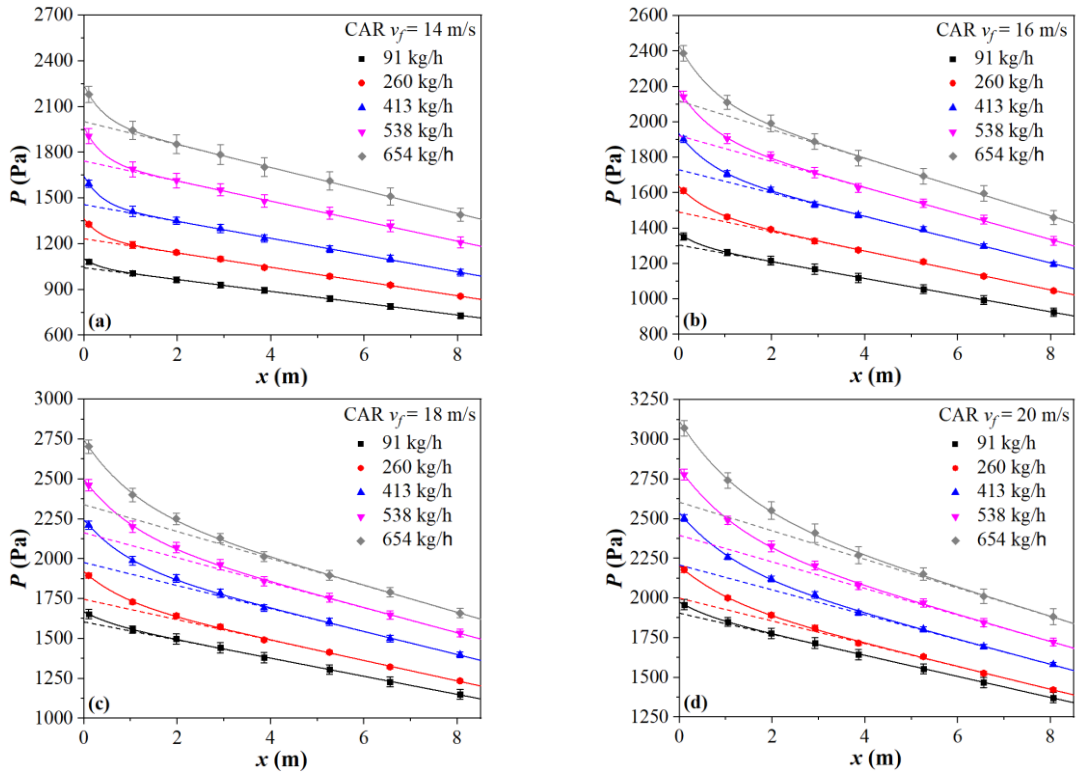 2700
2400
2100
1800
1500
1200
900
600
P (Pa)
CAR vf = 14 m/s
91 kg/h
260 kg/h
413 kg/h
538 kg/h
654 kg/h
(a)
0 2 4 6 8
x (m)
2600
2400
2200
2000
1800
1600
1400
1200
1000
800
P (Pa)
CAR vf = 16 m/s
91 kg/h
260 kg/h
413 kg/h
538 kg/h
654 kg/h
(b)
0 2 4 6 8
x (m)
3000
2750
2500
2250
2000
1750
1500
1250
1000
P (Pa)
CAR vf = 18 m/s
91 kg/h
260 kg/h
413 kg/h
538 kg/h
654 kg/h
(c)
0 2 4 6 8
x (m)
3250
3000
2750
2500
2250
2000
1750
1500
1250
P (Pa)
CAR vf = 20 m/s
91 kg/h
260 kg/h
413 kg/h
538 kg/h
654 kg/h
(d)
0 2 4 6 8
x (m)